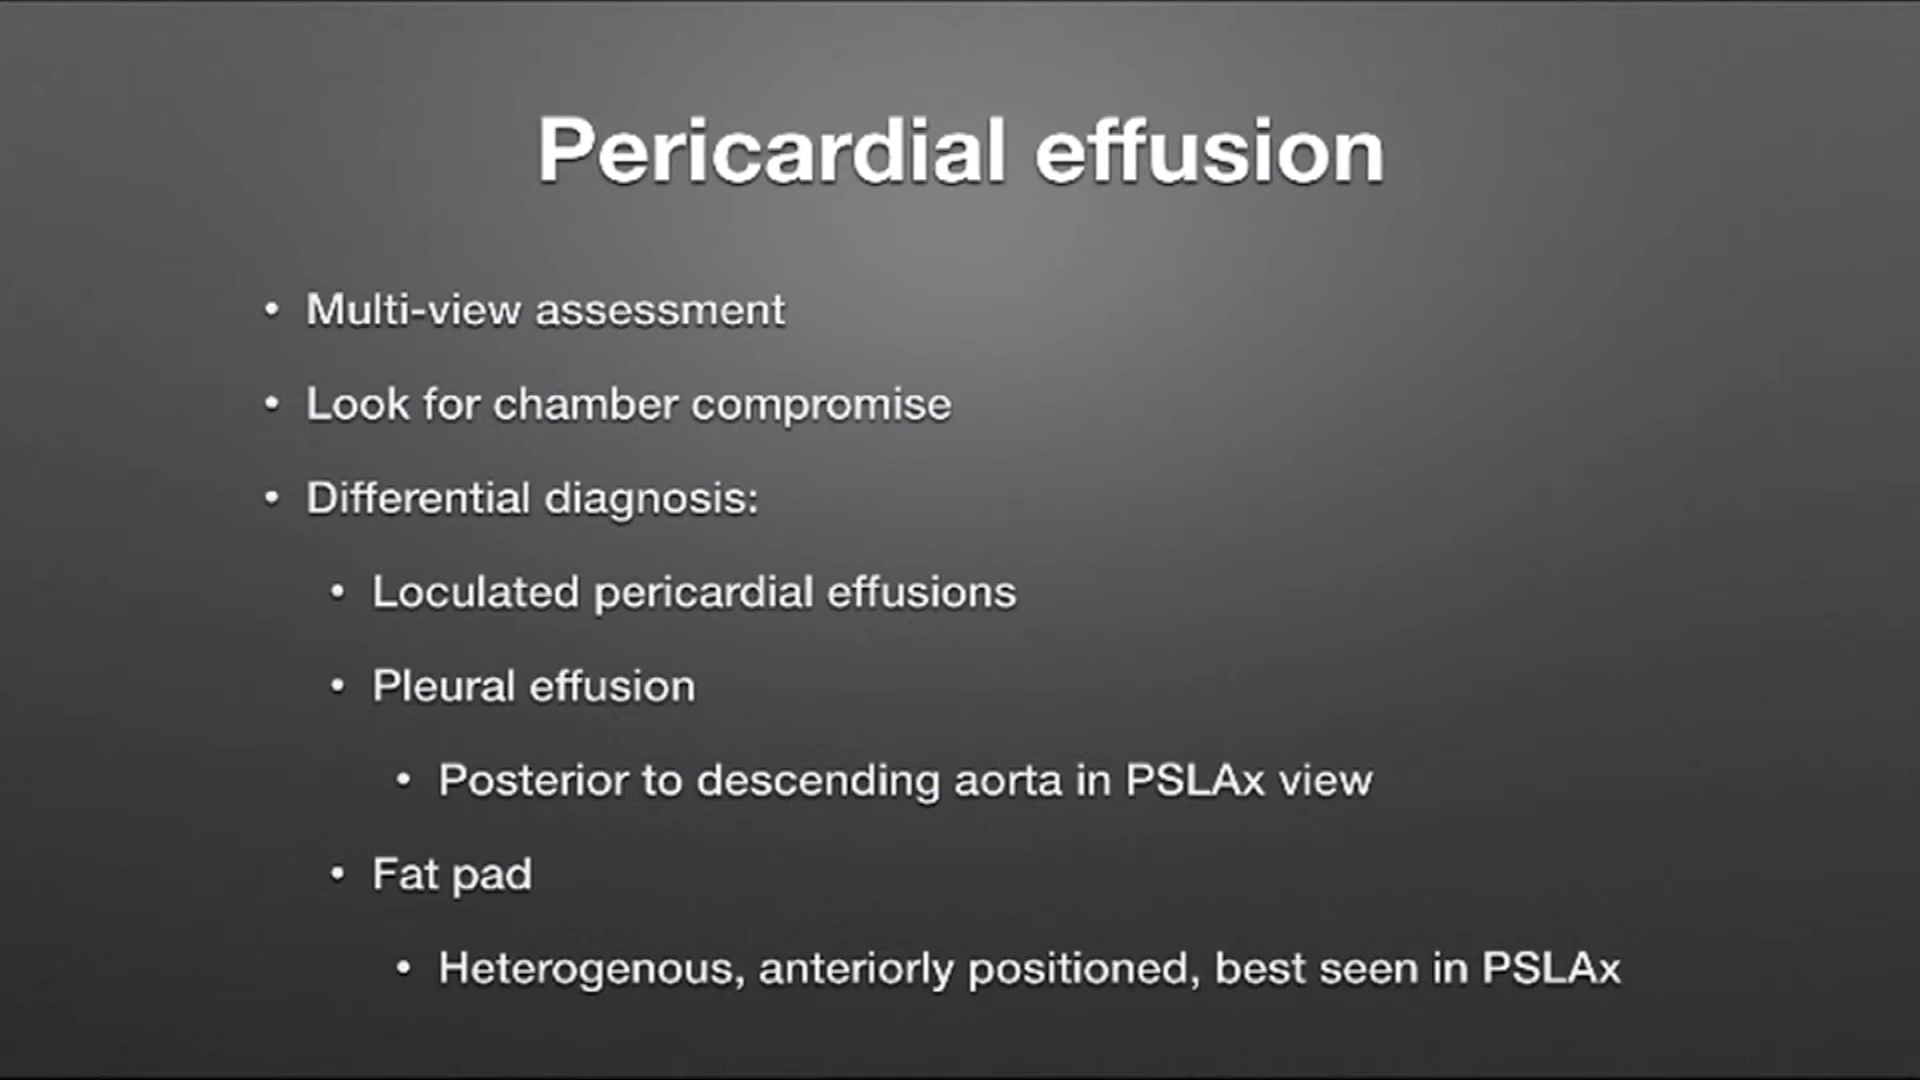 Pericardial effusion
• Multi-view assessment
• Look for chamber compromise
• Differential diagnosis:
• Loculated pericardial effusions
• Pleural effusion
• Posterior to descending aorta in PSLAx view
• Fat pad
• Heterogenous, anteriorly positioned, best seen in PSLAx